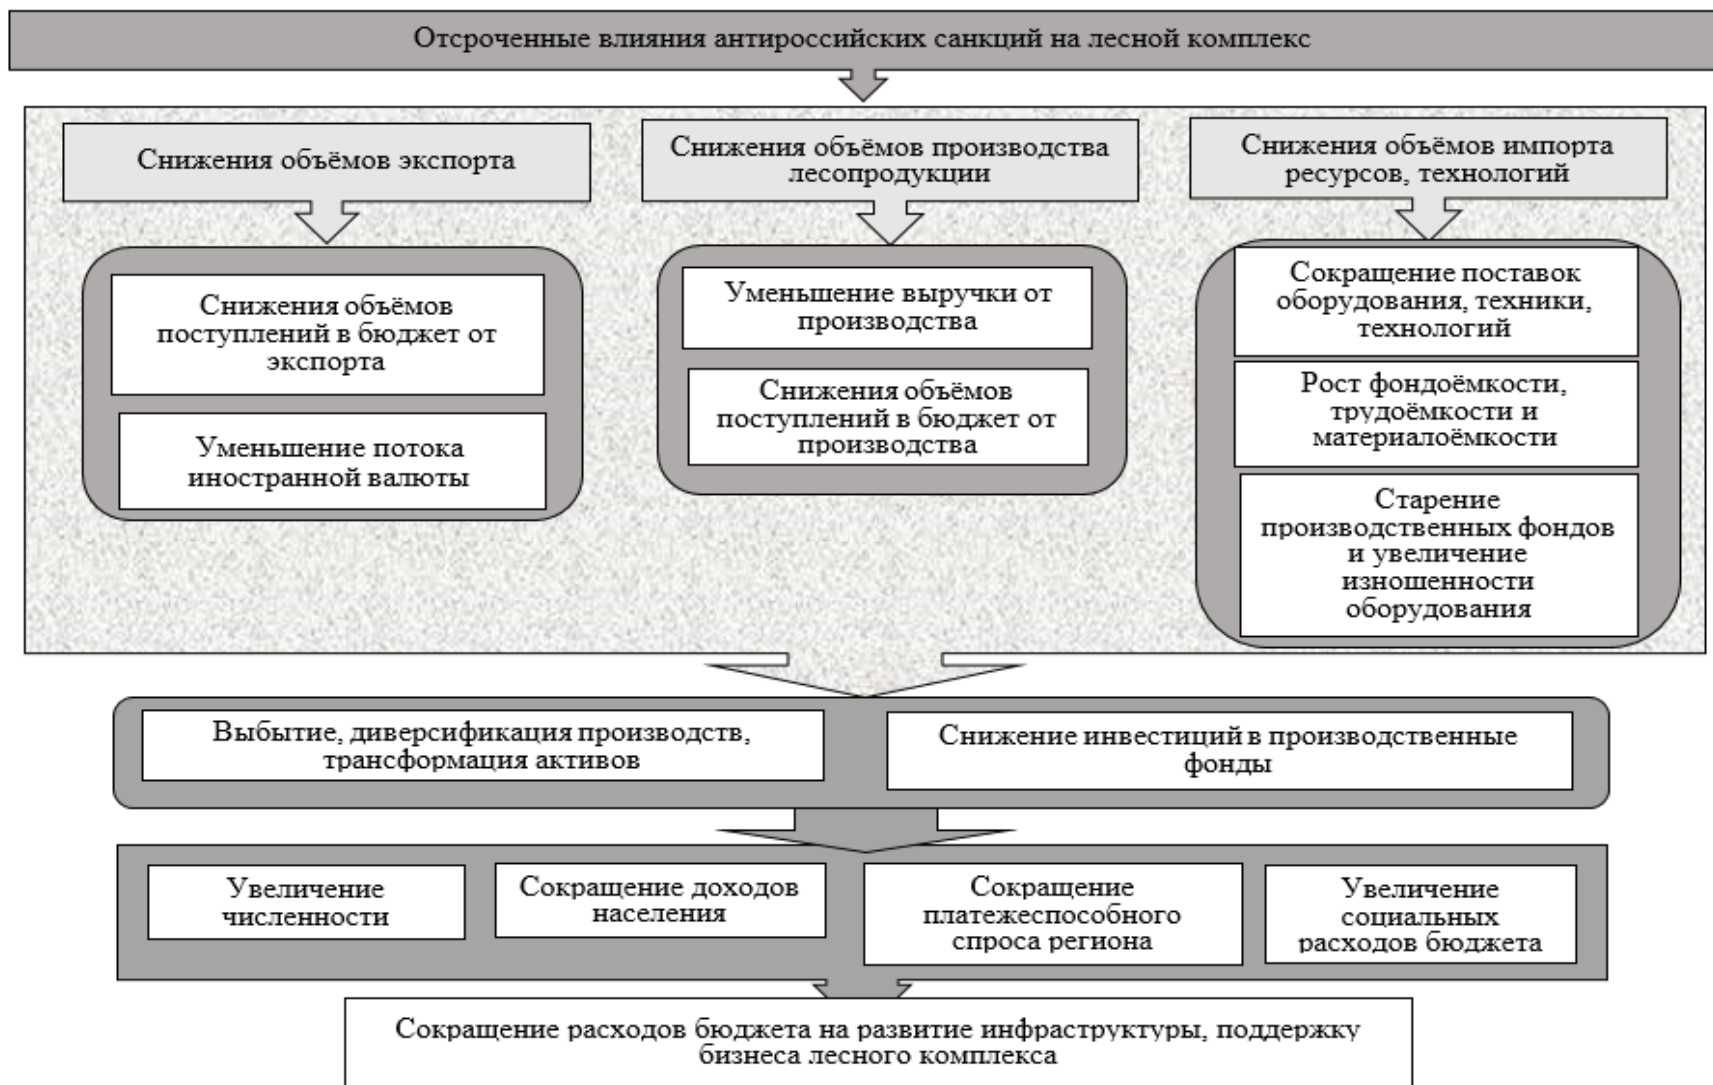 Отсроченные влияния антироссийских санкций на лесной комплекс
Снижения объёмов экспорта
Снижения объёмов производства
лесопродукции
Снижения объёмов импорта
ресурсов, технологий
Снижения объёмов
поступлений в бюджет от
экспорта
Уменьшение потока
иностранной валюты
Уменьшение выручки от
производства
Снижения объёмов
поступлений в бюджет от
производства
Сокращение поставок
оборудования, техники,
технологий
Рост фондоёмкости,
трудоёмкости и
материалоёмкости
Старение
производственных фондов
и увеличение
изношенности
оборудования
Выбытие, диверсификация производств,
трансформация активов
Снижение инвестиций в производственные
фонды
Увеличение
численности
Сокращение доходов
населения
Сокращение
платежеспособного
спроса региона
Увеличение
социальных
расходов бюджета
Сокращение расходов бюджета на развитие инфраструктуры, поддержку
бизнеса лесного комплекса